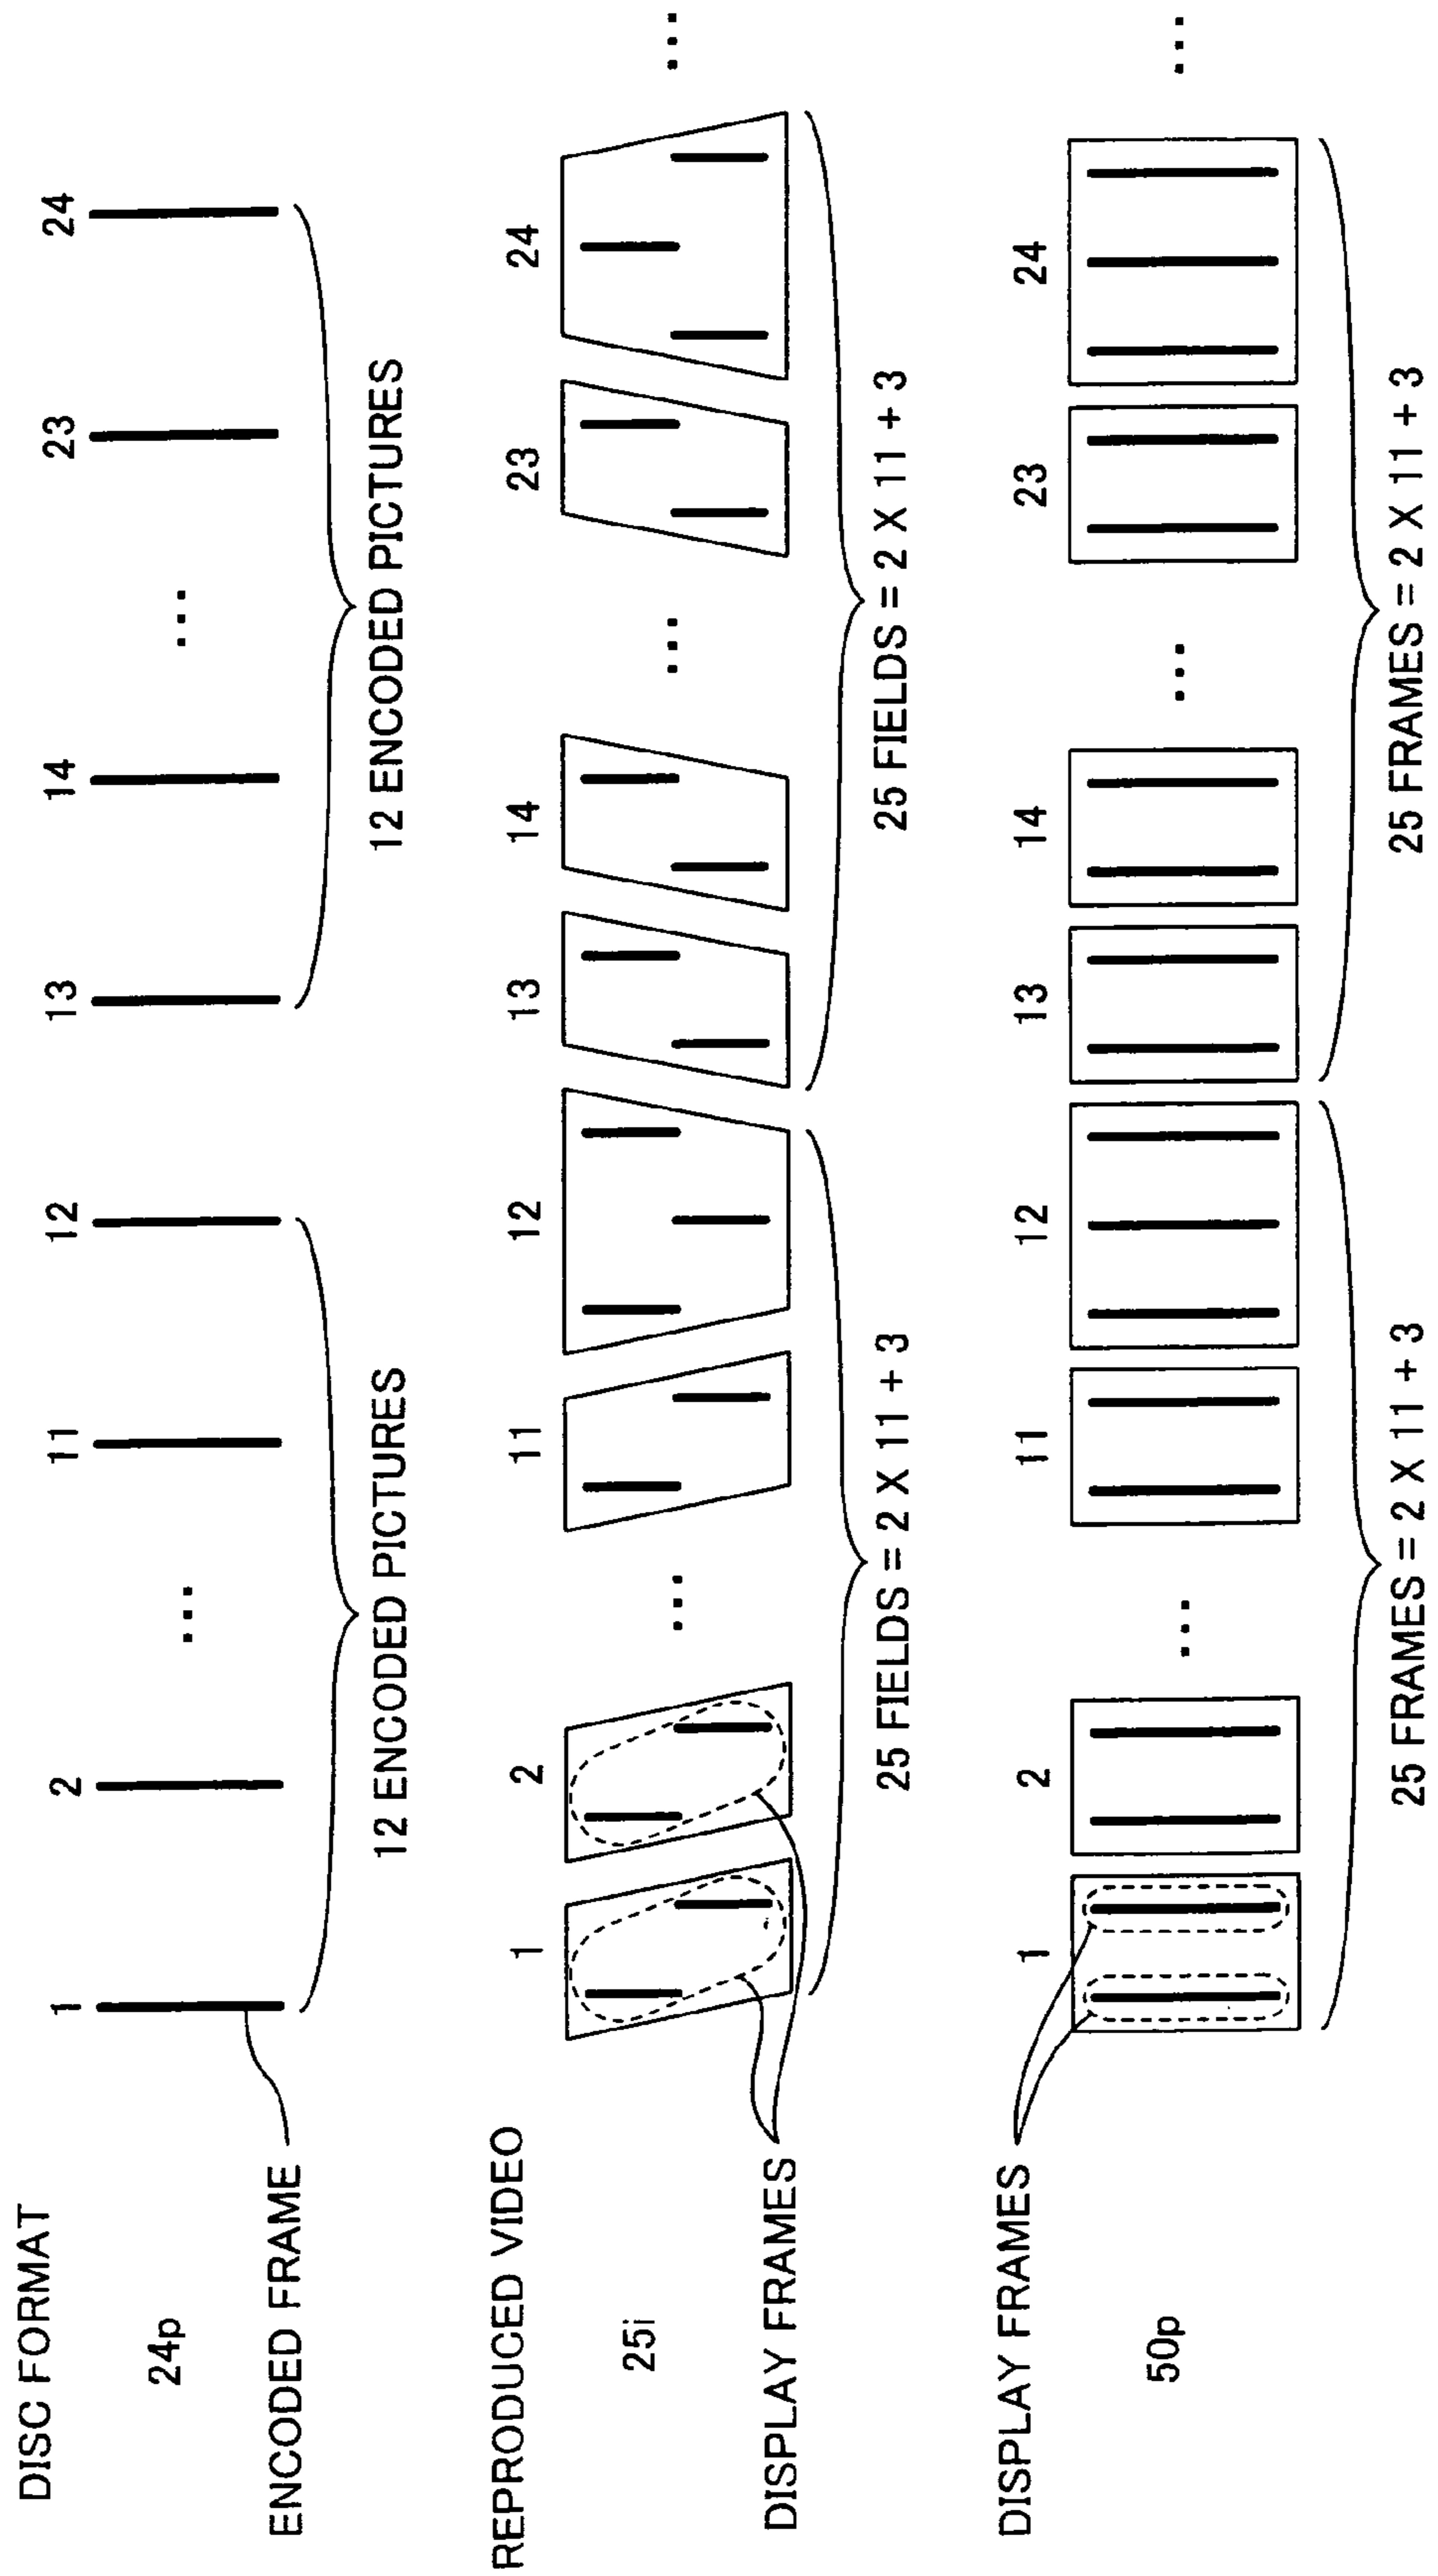 DISC FORMAT
1 2 ... 11 12 13 14 ... 23 24
24p
ENCODED FRAME
12 ENCODED PICTURES 12 ENCODED PICTURES
REPRODUCED VIDEO
1 2 11 12 13 14 23 24
25i ... ... ...
DISPLAY FRAMES
25 FIELDS = 2 X 11 + 3 25 FIELDS = 2 X 11 + 3
DISPLAY FRAMES
1 2 11 12 13 14 23 24
50p ... ... ...
25 FRAMES = 2 X 11 + 3 25 FRAMES = 2 X 11 + 3